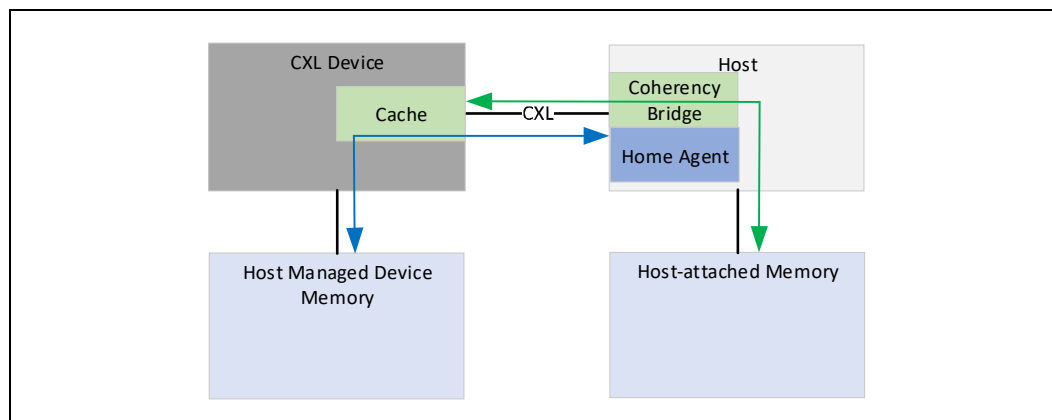 CXL Device
Host
Cache
CXL
Coherency
Bridge
Home Agent
Host Managed Device
Memory
Host-attached Memory